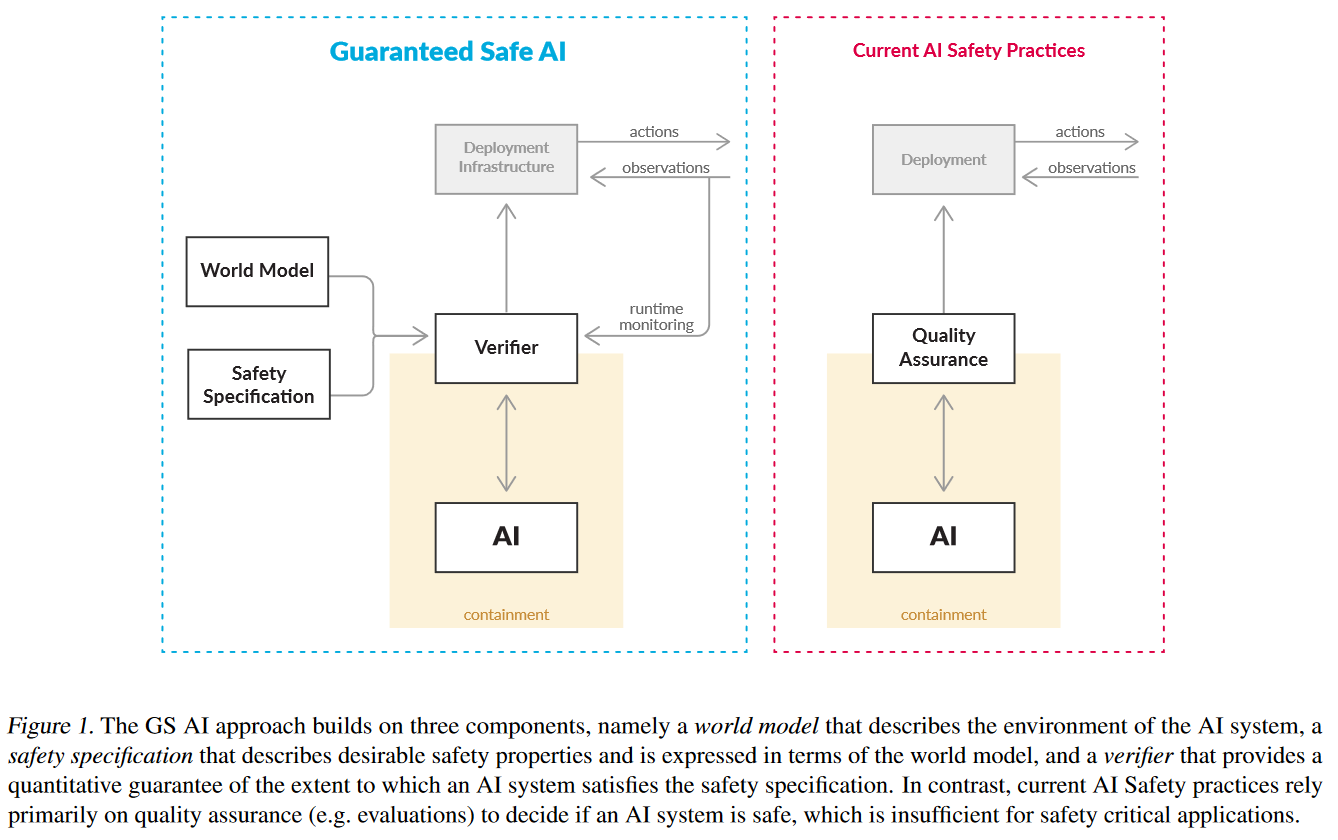 Guaranteed Safe AI
Deployment
Infrastructure
actions
observations
World Model
Safety
Specification
runtime
monitoring
Verifier
AI
containment
Current AI Safety Practices
Deployment
actions
observations
Quality
Assurance
AI
containment
Figure 1. The GS AI approach builds on three components, namely a world model that describes the environment of the AI system, a
safety specification that describes desirable safety properties and is expressed in terms of the world model, and a verifier that provides a
quantitative guarantee of the extent to which an AI system satisfies the safety specification. In contrast, current AI Safety practices rely
primarily on quality assurance (e.g. evaluations) to decide if an AI system is safe, which is insufficient for safety critical applications.